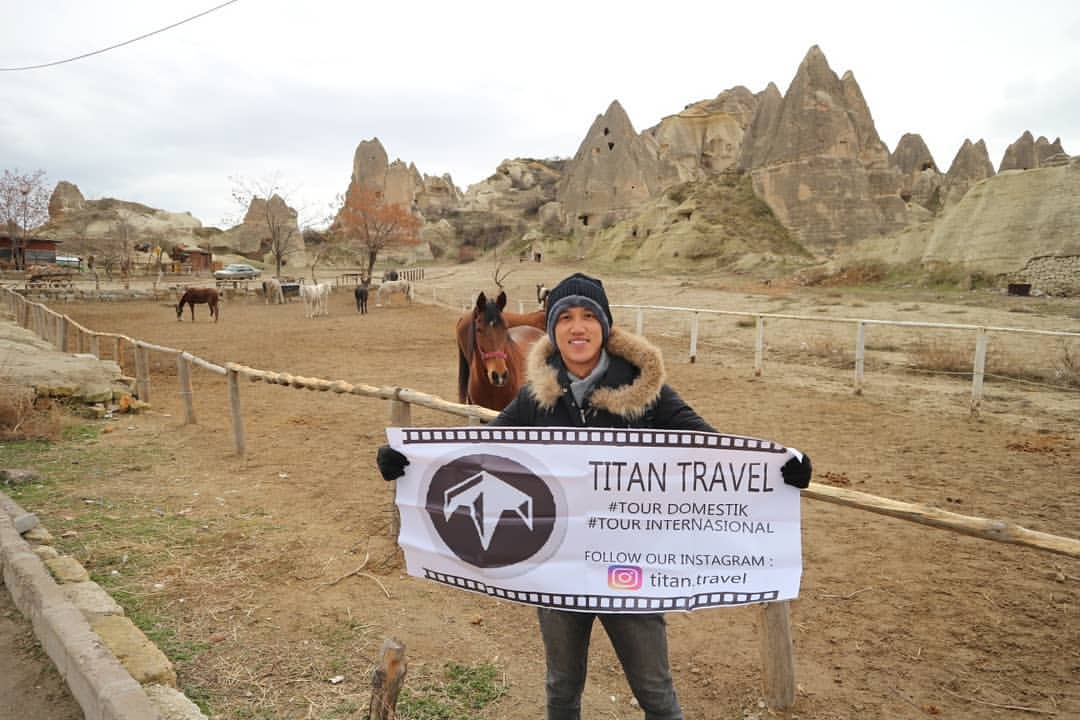 TITAN TRAVEL
#TOUR DOMESTIK
#TOUR INTERNASIONAL
FOLLOW OUR INSTAGRAM :
titan.travel